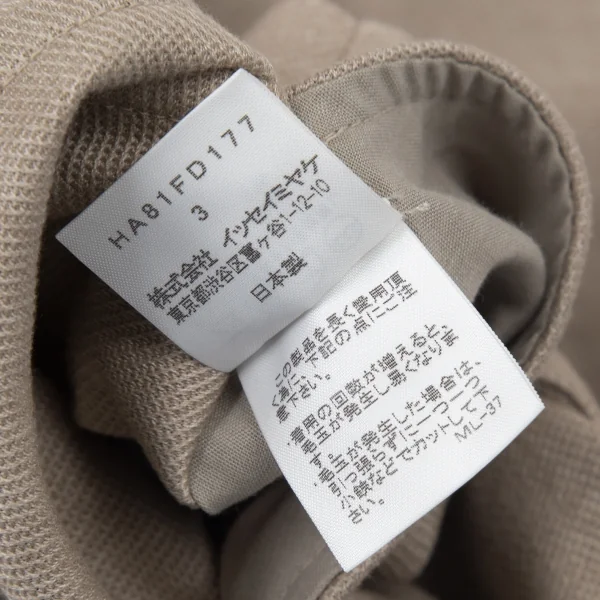 HA81FD177
3
株式会社 イッセイミヤケ
東京都渋谷区富ヶ谷1-12-10
日本製
この製品を長く御愛用頂
く為に、下記の点にご注
意下さい。
着用の回数が増えると、
毛玉が発生し易くなりま
す。
毛玉が発生した場合は、
引っ張らずに一つ一つ
小鋏などでカットして下
さい。
ML-37